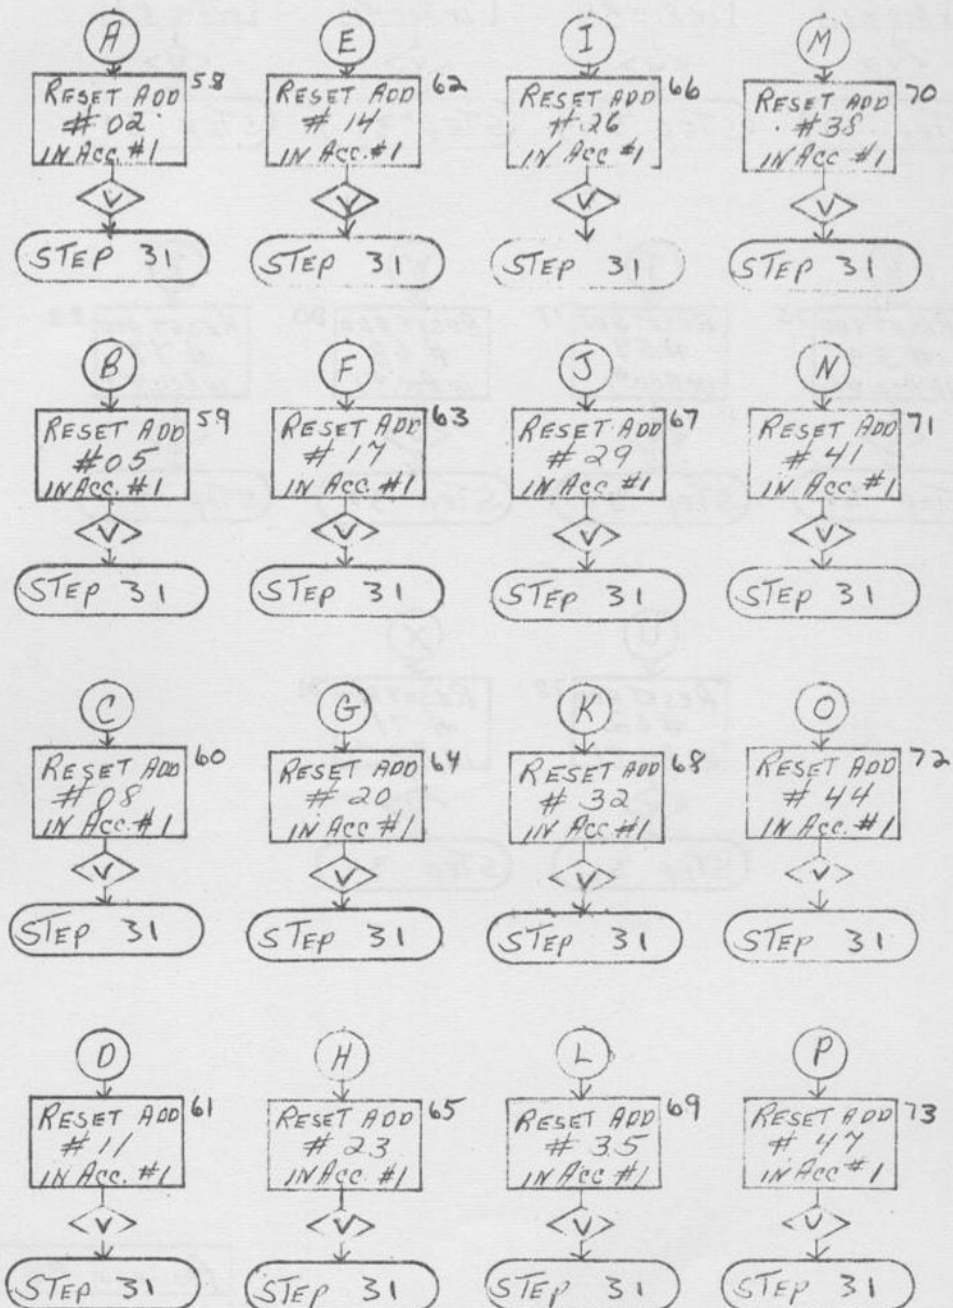 A
RESET ADD 58
# 02
IN ACC. #1
V
STEP 31
E
RESET ADD 62
# 14
IN ACC. #1
V
STEP 31
I
RESET ADD 66
# 26
IN ACC #1
V
STEP 31
M
RESET ADD 70
#38
IN ACC #1
V
STEP 31
B
RESET ADD 59
#05
IN ACC. #1
V
STEP 31
F
RESET ADD 63
# 17
IN ACC. #1
V
STEP 31
J
RESET ADD 67
# 29
IN ACC #1
V
STEP 31
N
RESET ADD 71
# 41
IN ACC #1
V
STEP 31
C
RESET ADD 60
#08
IN ACC. #1
V
STEP 31
G
RESET ADD 64
# 20
IN ACC #1
V
STEP 31
K
RESET ADD 68
# 32
IN ACC #1
V
STEP 31
O
RESET ADD 72
# 44
IN ACC. #1
V
STEP 31
D
RESET ADD 61
# 11
IN ACC. #1
V
STEP 31
H
RESET ADD 65
# 23
IN ACC. #1
V
STEP 31
L
RESET ADD 69
# 35
IN ACC #1
V
STEP 31
P
RESET ADD 73
# 47
IN ACC #1
V
STEP 31